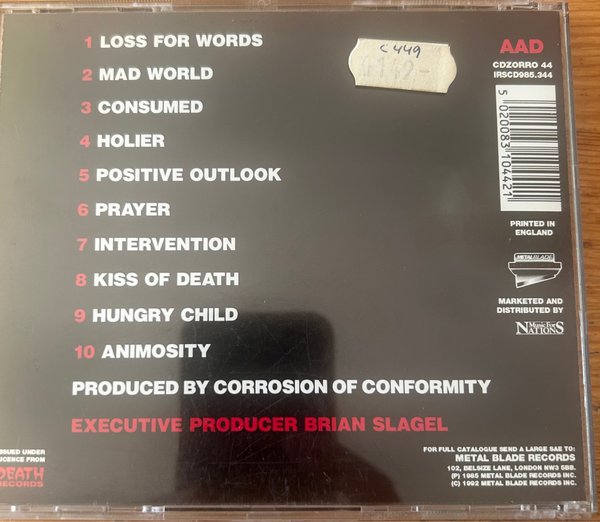 1 LOSS FOR WORDS
2 MAD WORLD
3 CONSUMED
4 HOLIER
5 POSITIVE OUTLOOK
6 PRAYER
7 INTERVENTION
8 KISS OF DEATH
9 HUNGRY CHILD
10 ANIMOSITY
PRODUCED BY CORROSION OF CONFORMITY
EXECUTIVE PRODUCER BRIAN SLAGEL
C449
AAD
CDZORRO 44
IRSCD985.344
5 020083 104421
PRINTED IN
ENGLAND
METAL BLADE
MARKETED AND
DISTRIBUTED BY
Music For
NATIONS
ISSUED UNDER
LICENCE FROM
DEATH
RECORDS
FOR FULL CATALOGUE SEND A LARGE SAE TO:
METAL BLADE RECORDS
102, BELSIZE LANE, LONDON NW3 5BB.
(P) 1985 METAL BLADE RECORDS INC.
(C) 1992 METAL BLADE RECORDS INC.